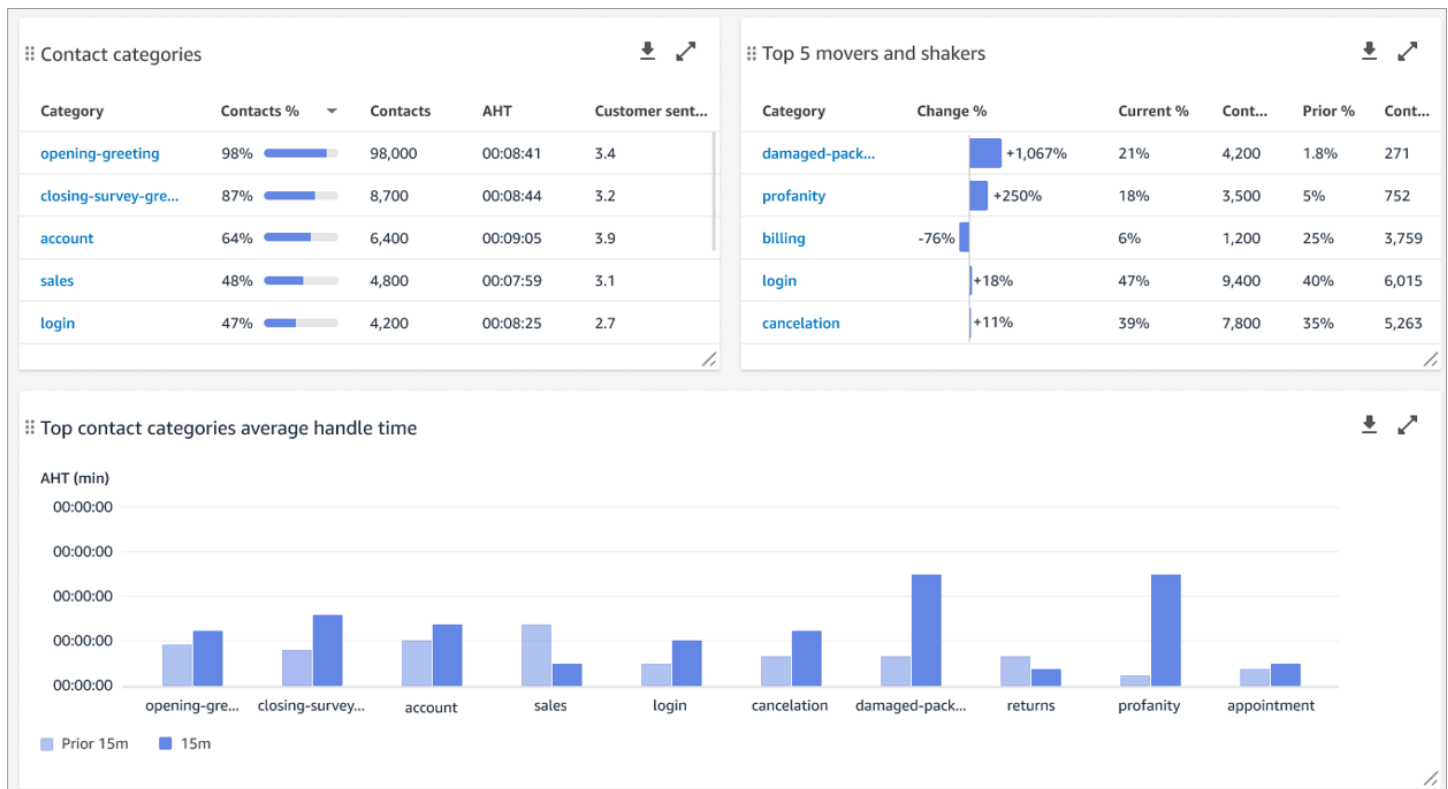 Contact categories
Category Contacts % Contacts AHT Customer sent...
opening-greeting 98% 98,000 00:08:41 3.4
closing-survey-gre... 87% 8,700 00:08:44 3.2
account 64% 6,400 00:09:05 3.9
sales 48% 4,800 00:07:59 3.1
login 47% 4,200 00:08:25 2.7
Top 5 movers and shakers
Category Change % Current % Cont... Prior % Cont...
damaged-pack... +1,067% 21% 4,200 1.8% 271
profanity +250% 18% 3,500 5% 752
billing -76% 6% 1,200 25% 3,759
login +18% 47% 9,400 40% 6,015
cancelation +11% 39% 7,800 35% 5,263
Top contact categories average handle time
AHT (min)
00:00:00
00:00:00
00:00:00
00:00:00
00:00:00
opening-gre... closing-survey... account sales login cancelation damaged-pack... returns profanity appointment
Prior 15m 15m